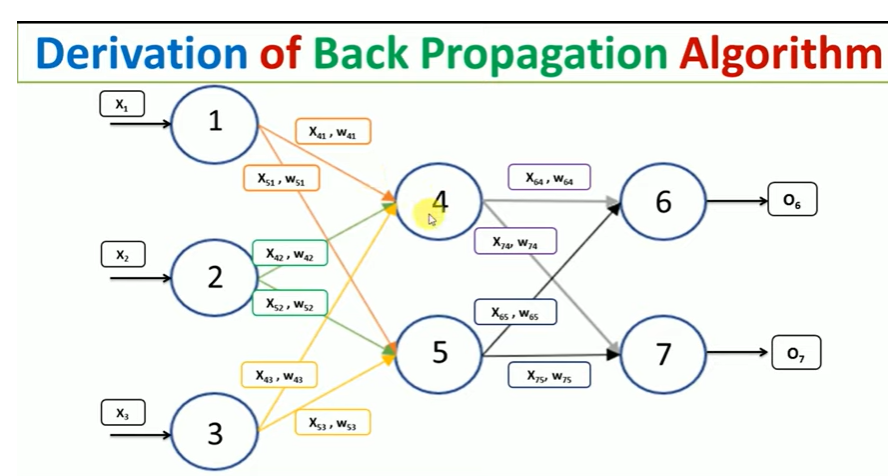 Derivation of Back Propagation Algorithm
X₁
1
X₄₁ , w₄₁
X₅₁ , w₅₁
4
X₆₄ , w₆₄
6
O₆
X₇₄, w₇₄
X₂
2
X₄₂ , w₄₂
X₅₂ , w₅₂
X₆₅ , w₆₅
5
7
O₇
X₄₃ , w₄₃
X₇₅, w₇₅
X₃
3
X₅₃ , w₅₃